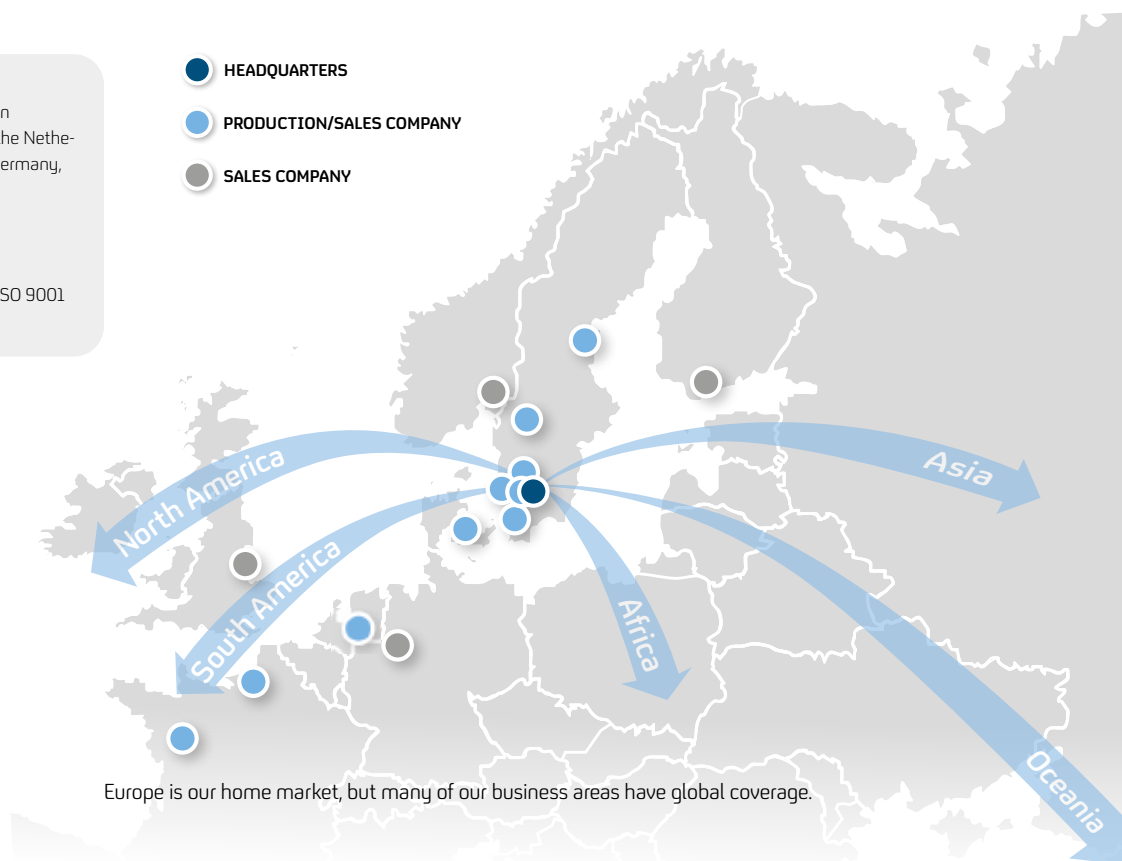 n
he Nethe-
ermany,
SO 9001
HEADQUARTERS
PRODUCTION/SALES COMPANY
SALES COMPANY
North America
South America
Africa
Asia
Oceania
Europe is our home market, but many of our business areas have global coverage.